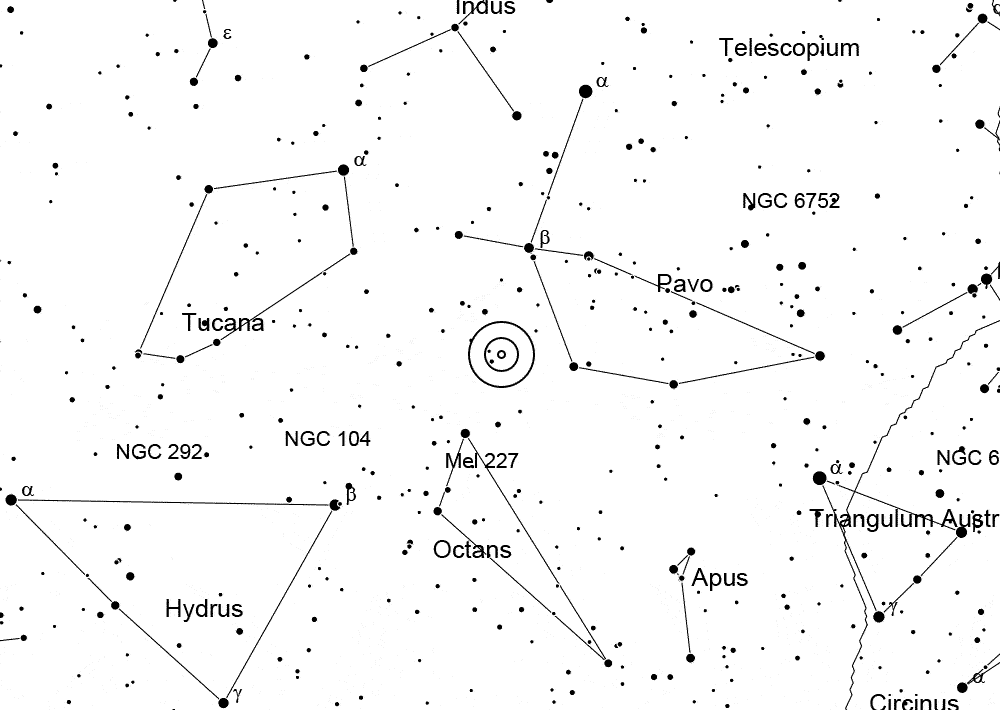 Indus
ε
Telescopium
α
α
NGC 6752
β
Pavo
Tucana
NGC 104
NGC 292
Mel 227
NGC 6
α
α
β
Triangulum Austr
Octans
Apus
Hydrus
γ
γ
α
Circinus